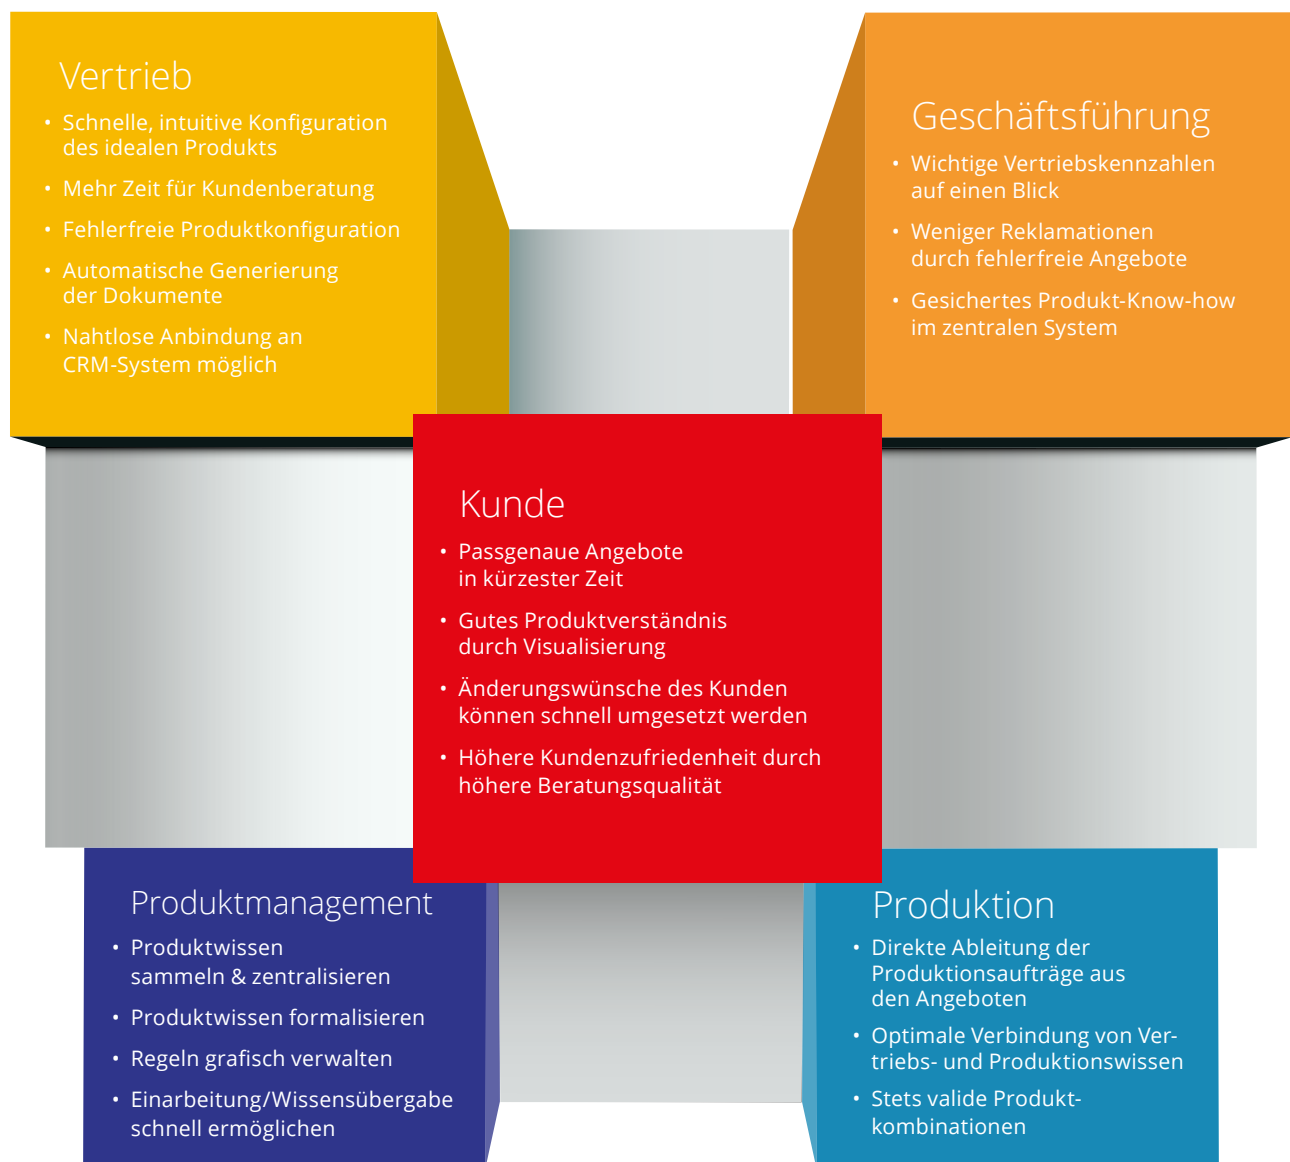 Vertrieb
• Schnelle, intuitive Konfiguration
des idealen Produkts
• Mehr Zeit für Kundenberatung
• Fehlerfreie Produktkonfiguration
• Automatische Generierung
der Dokumente
• Nahtlose Anbindung an
CRM-System möglich
Geschäftsführung
• Wichtige Vertriebskennzahlen
auf einen Blick
• Weniger Reklamationen
durch fehlerfreie Angebote
• Gesichertes Produkt-Know-how
im zentralen System
Kunde
• Passgenaue Angebote
in kürzester Zeit
• Gutes Produktverständnis
durch Visualisierung
• Änderungswünsche des Kunden
können schnell umgesetzt werden
• Höhere Kundenzufriedenheit durch
höhere Beratungsqualität
Produktmanagement
• Produktwissen
sammeln & zentralisieren
• Produktwissen formalisieren
• Regeln grafisch verwalten
• Einarbeitung/Wissensübergabe
schnell ermöglichen
Produktion
• Direkte Ableitung der
Produktionsaufträge aus
den Angeboten
• Optimale Verbindung von Ver-
triebs- und Produktionswissen
• Stets valide Produkt-
kombinationen